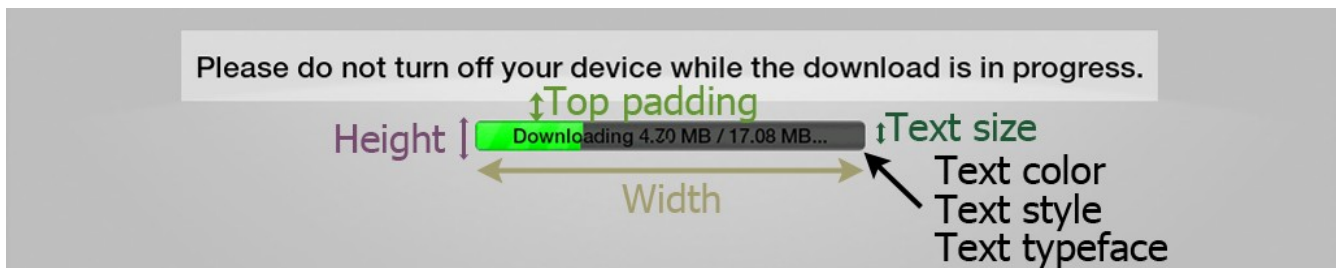 Please do not turn off your device while the download is in progress.
Top padding
Height
Downloading 4.30 MB / 17.08 MB...
Text size
Width
Text color
Text style
Text typeface